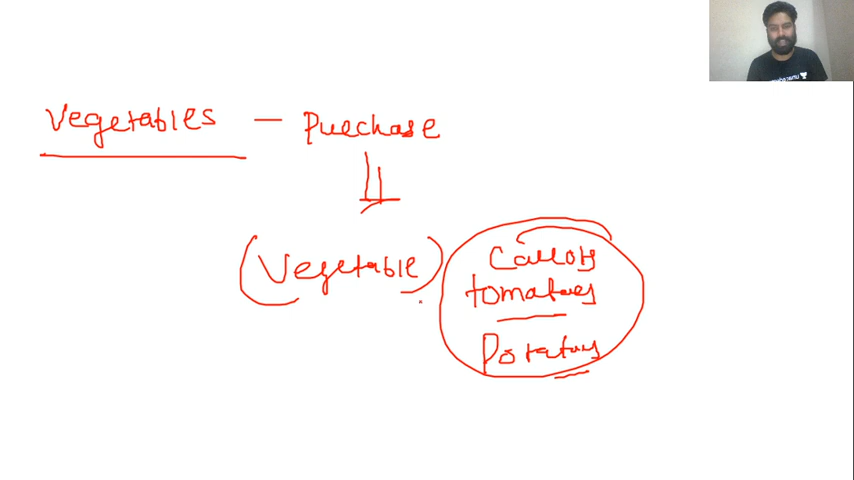 Vegetables — Purchase
(Vegetable)
Carrots
tomatoes
Potatoes